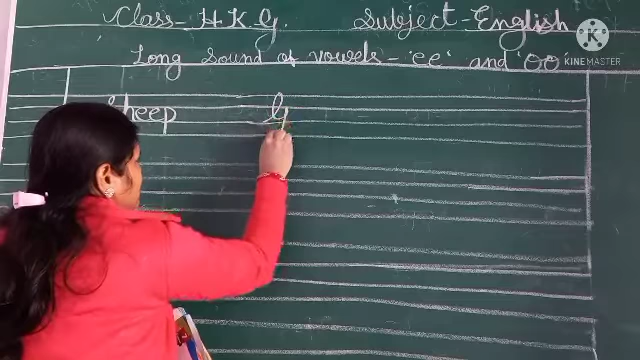 Class - H.K.G. Subject - English
KINEMASTER
Long Sound of vowels - 'ee' and 'oo'
Sheep